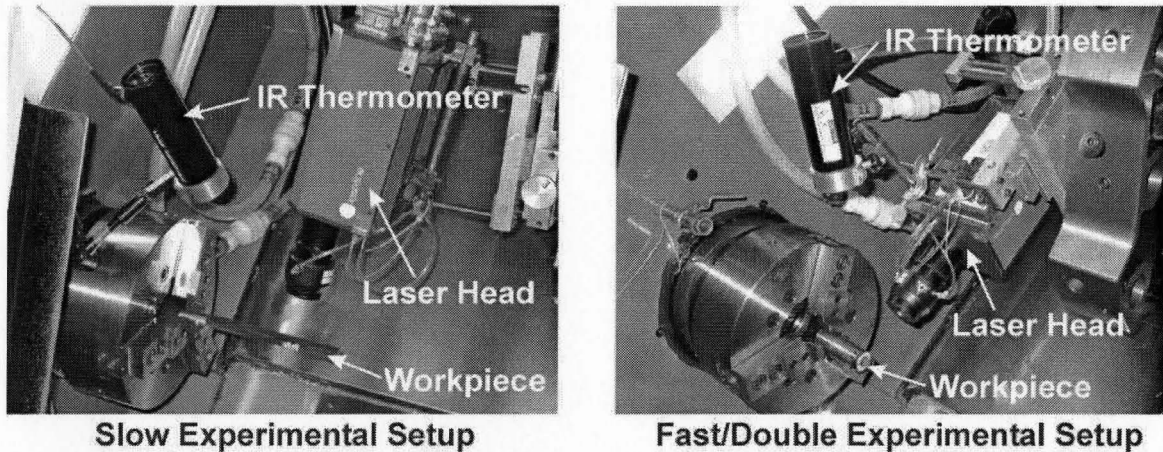 IR Thermometer
Laser Head
Workpiece
Slow Experimental Setup
IR Thermometer
Laser Head
Workpiece
Fast/Double Experimental Setup